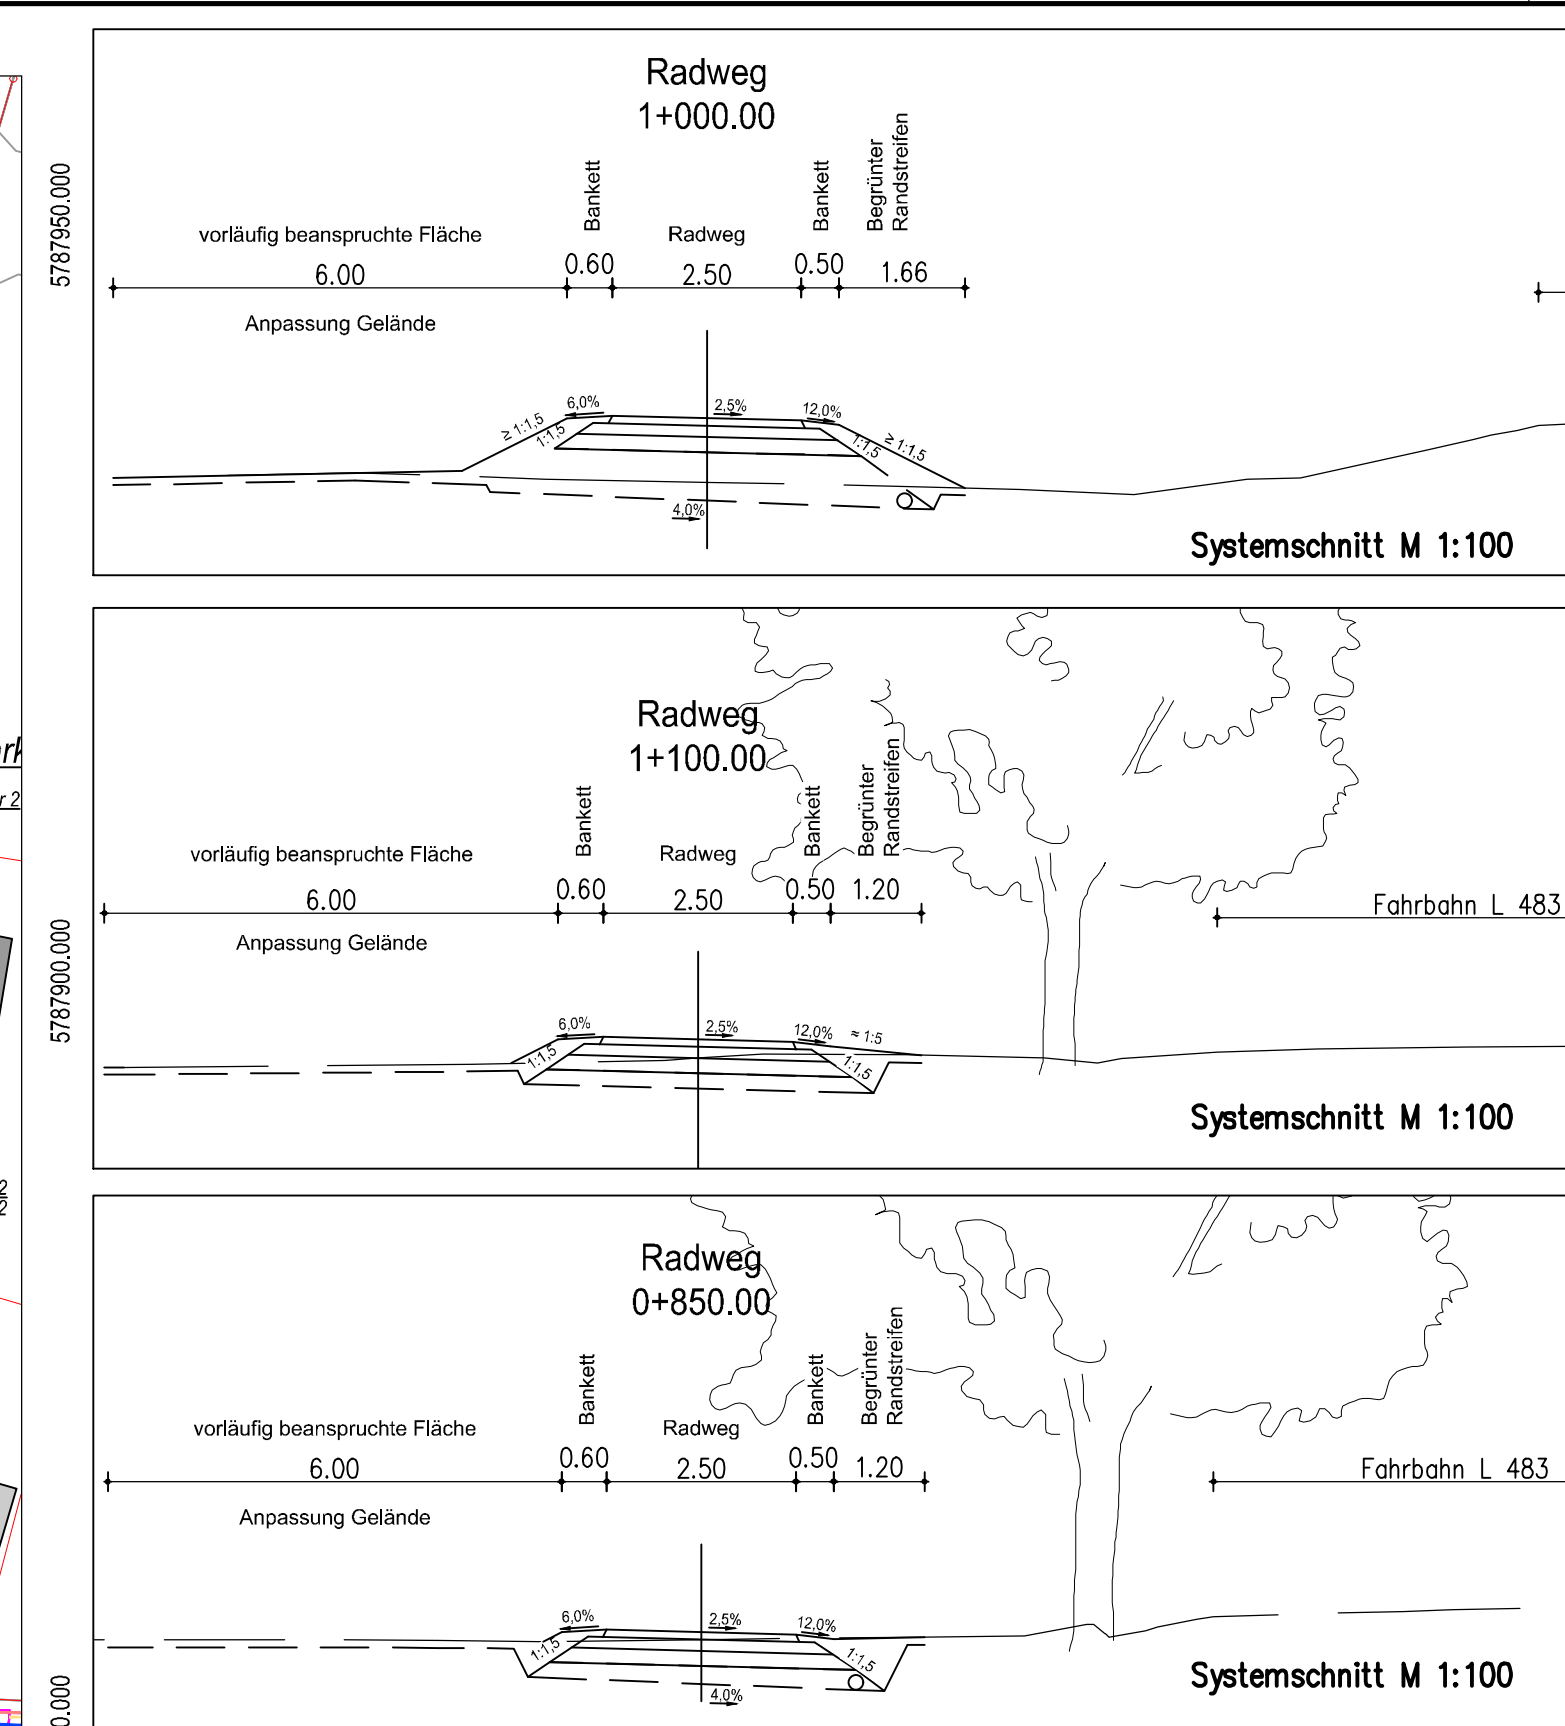 5787950.000
Radweg
1+000.00
Bankett
Bankett
Begrünter
Randstreifen
vorläufig beanspruchte Fläche
Radweg
6.00
0.60
2.50
0.50
1.66
Anpassung Gelände
≥ 1:1,5
1:1,5
6,0%
2,5%
12,0%
1:1,5
≥ 1:1,5
4,0%
Systemschnitt M 1:100
Radweg
1+100.00
r 2
Bankett
Bankett
Begrünter
Randstreifen
vorläufig beanspruchte Fläche
Radweg
6.00
0.60
2.50
0.50
1.20
Fahrbahn L 483
Anpassung Gelände
5787900.000
6,0%
2,5%
12,0%
≈ 1:5
1:1,5
1:1,5
Systemschnitt M 1:100
2
2
Radweg
0+850.00
Bankett
Bankett
Begrünter
Randstreifen
vorläufig beanspruchte Fläche
Radweg
6.00
0.60
2.50
0.50
1.20
Fahrbahn L 483
Anpassung Gelände
6,0%
2,5%
12,0%
1:1,5
1:1,5
4,0%
Systemschnitt M 1:100
0.000